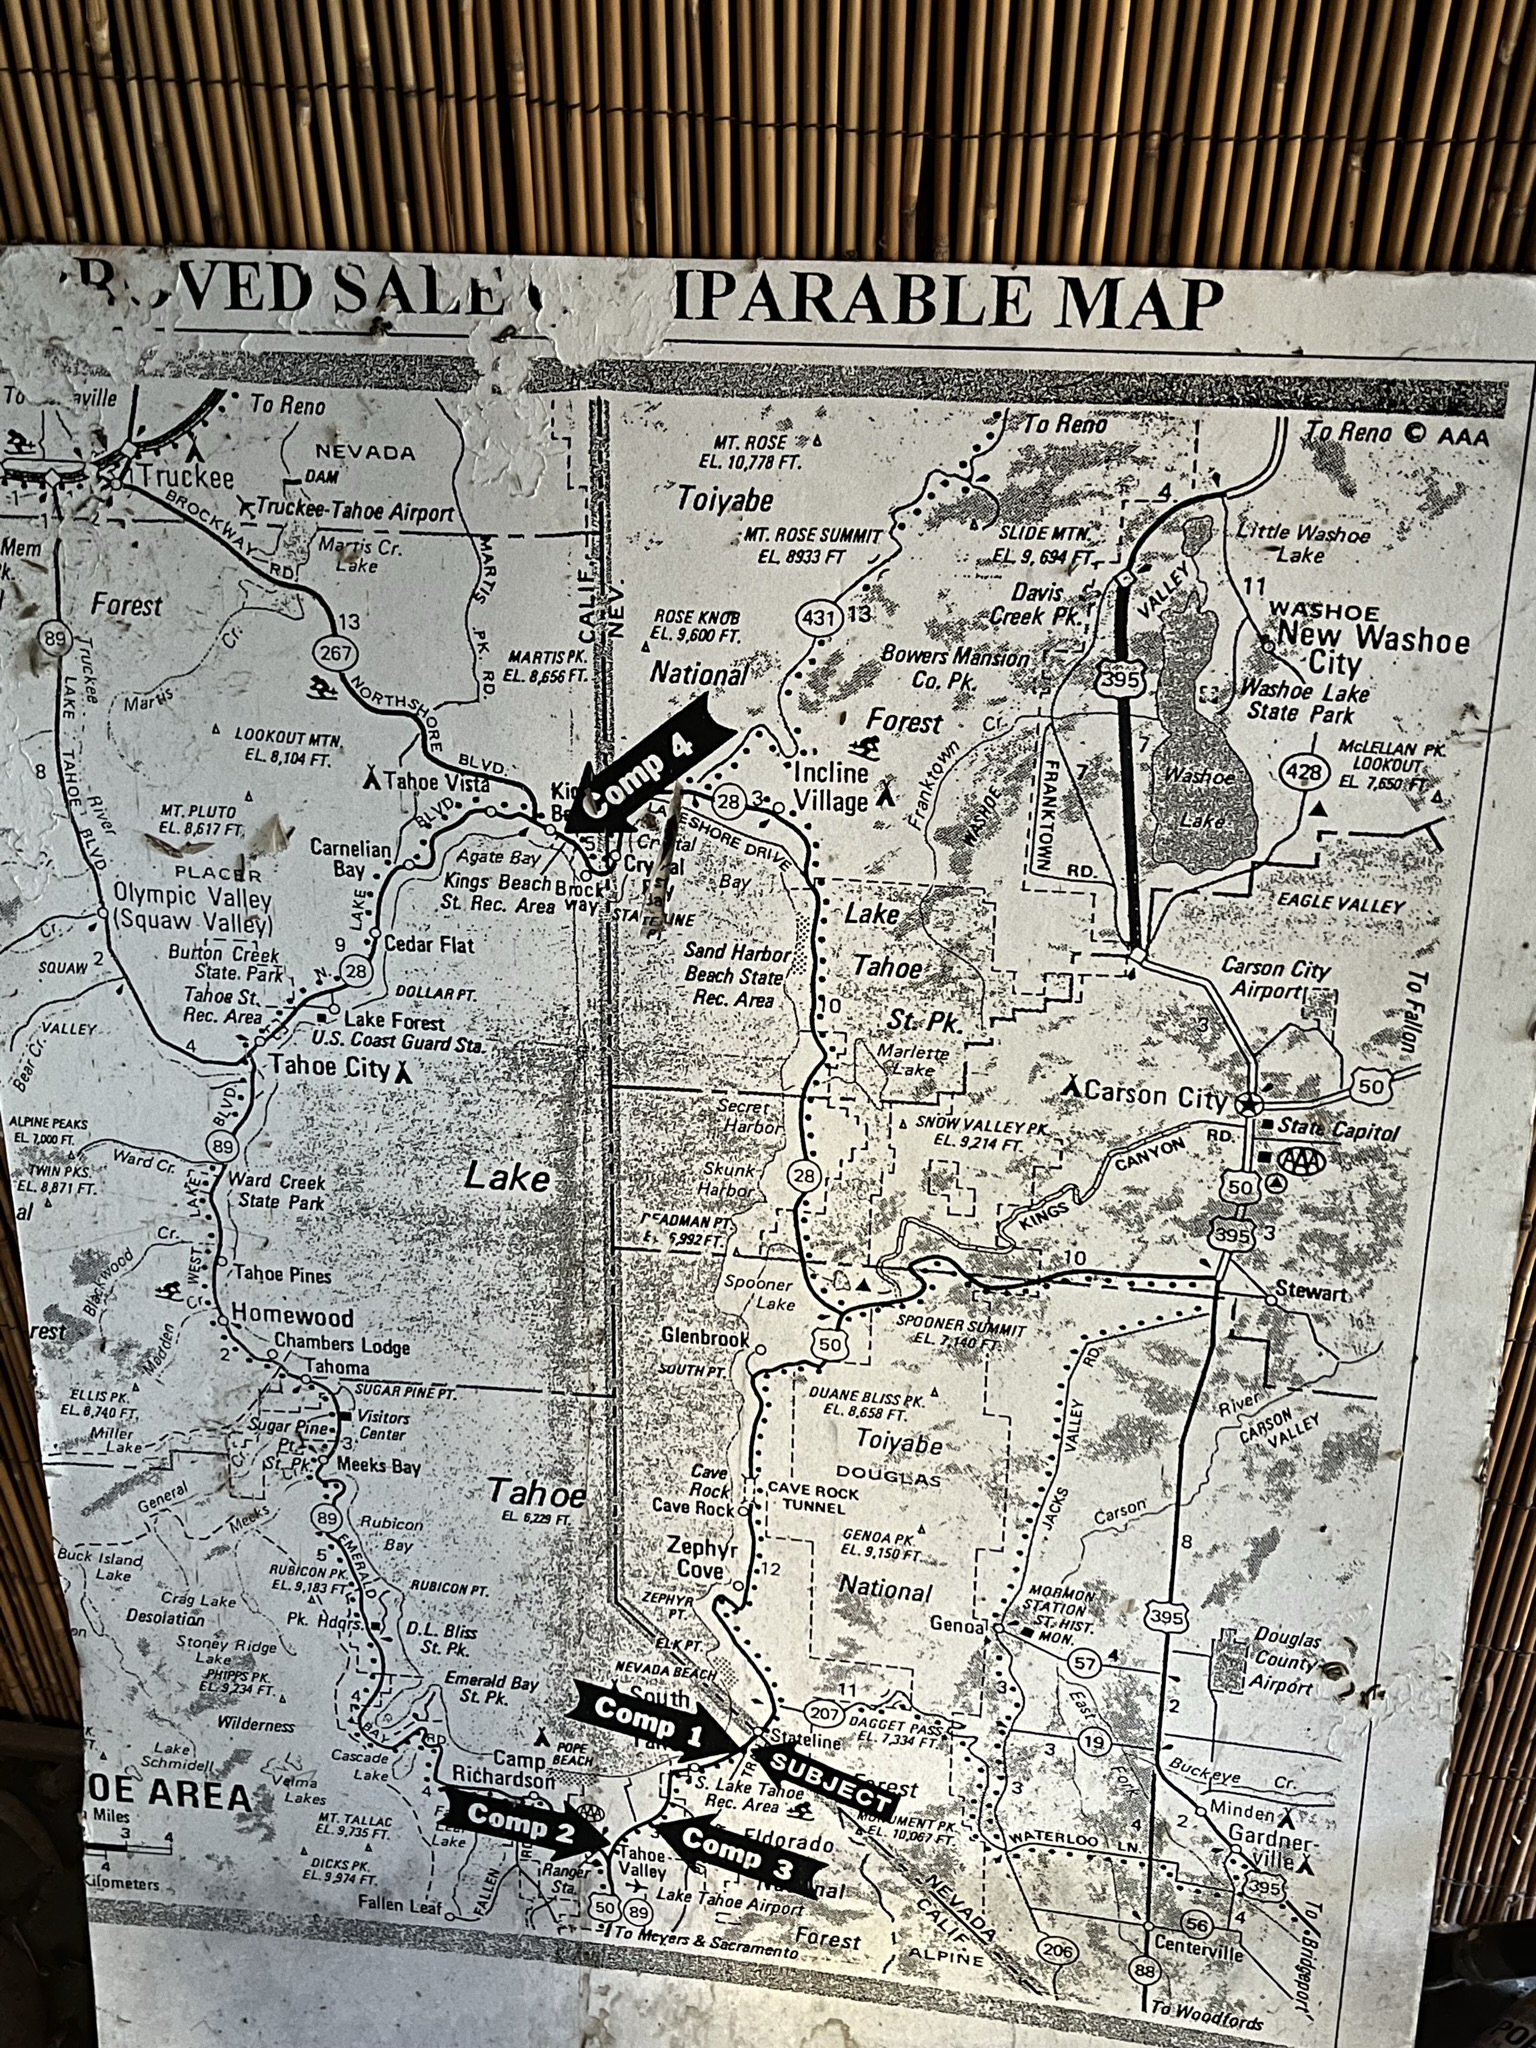 VED SALE
PARABLE MAP
To Reno
To Reno
To Reno © AAA
NEVADA
DAM
Truckee
Truckee-Tahoe Airport
BROCKWAY
RD.
Martis Cr.
Lake
MARTIS
PK.
RD.
CALIF.
NEV.
MT. ROSE
EL. 10,778 FT.
Toiyabe
MT. ROSE SUMMIT
EL. 8933 FT
SLIDE MTN.
EL. 9,694 FT.
4
Little Washoe
Lake
11
VALLEY
Davis
Creek Pk.
WASHOE
New Washoe
City
Washoe Lake
State Park
Mem
Forest
Cr.
89
Truckee
River
LAKE TAHOE BLVD
8
13
267
Martis
NORTHSHORE
BLVD.
MARTIS PK.
EL. 8,656 FT.
ROSE KNOB
EL. 9,600 FT.
National
431
13
Bowers Mansion
Co. Pk.
395
Forest
Cr.
Franktown
WASHOE
FRANKTOWN
RD.
7
7
Washoe
Lake
McLELLAN PK.
LOOKOUT
EL 7,650 FT.
428
LOOKOUT MTN.
EL. 8,104 FT.
Tahoe Vista
BLVD.
MT. PLUTO
EL. 8,617 FT.
Comp 4
Incline
Village
28
3
ESHORE DRIVE
Carnelian
Bay
Agate Bay
Kings Beach
St. Rec. Area
Brock
way
Bay
PLACER
Olympic Valley
(Squaw Valley)
Cr.
SQUAW
2
VALLEY
Bear Cr.
4
LAKE
9
Cedar Flat
28
N.
Burton Creek
State Park
Tahoe St.
Rec. Area
DOLLAR PT.
Lake Forest
U.S. Coast Guard Sta.
Tahoe City
Sand Harbor
Beach State
Rec. Area
Lake
Tahoe
St. Pk.
10
Marlette
Lake
EAGLE VALLEY
Carson City
Airport
To Fallon
3
50
Carson City
State Capitol
AAA
ALPINE PEAKS
EL. 7,000 FT.
TWIN PKS.
EL. 8,871 FT.
al
Ward Cr.
BLVD.
89
LAKE
WEST
Ward Creek
State Park
Lake
Secret
Harbor
Skunk
Harbor
28
SNOW VALLEY PK.
EL. 9,214 FT.
KINGS
CANYON
RD.
50
395
3
EL. 6,992 FT.
Spooner
Lake
10
SPOONER SUMMIT
EL. 7,140 FT.
Stewart
Blackwood
Cr.
Tahoe Pines
Cr.
Homewood
Madden
Chambers Lodge
2
Tahoma
SUGAR PINE PT.
Visitors
Center
Sugar Pine
Pt.
St. Pk.
3
Meeks Bay
Glenbrook
50
SOUTH PT.
ELLIS PK.
EL. 8,740 FT.
Miller
Lake
General
Cr.
Meeks
DUANE BLISS PK.
EL. 8,658 FT.
Toiyabe
DOUGLAS
JACKS
VALLEY
RD.
River
CARSON
VALLEY
Carson
Cave
Rock
Cave Rock
CAVE ROCK
TUNNEL
Tahoe
EL. 6,229 FT.
89
Rubicon
Bay
EMERALD
5
RUBICON PK.
EL. 9,183 FT.
RUBICON PT.
Buck Island
Lake
Crag Lake
Desolation
Stoney Ridge
Lake
PHIPPS PK.
EL. 9,234 FT.
Wilderness
Pk. Hdqrs.
D.L. Bliss
St. Pk.
Zephyr
Cove
12
ZEPHYR
PT.
ELK PT.
NEVADA BEACH
GENOA PK.
EL. 9,150 FT.
National
Genoa
MORMON
STATION
ST. HIST.
MON.
395
8
57
4
Douglas
County
Airport
Emerald Bay
St. Pk.
4
BAY
RD.
Cascade
Lake
Lake
Schmidell
Velma
Lakes
Camp
Richardson
POPE
BEACH
South
Comp 1
Stateline
SUBJECT
207
11
DAGGET PASS
EL. 7,334 FT.
3
3
East
Fork
19
2
Buckeye
Cr.
S. Lake Tahoe
Rec. Area
OE AREA
Miles
3 4
4
Kilometers
MT. TALLAC
EL. 9,735 FT.
DICKS PK.
EL. 9,974 FT.
Lake
Comp 2
AAA
Comp 3
3
Eldorado
EL. 10,067 FT.
WATERLOO LN.
3
4
2
Minden
Gardner-
ville
395
To Bridgeport
Fallen Leaf
FALLEN
Ranger
Sta.
Tahoe
Valley
Lake Tahoe Airport
Forest
50
89
To Meyers & Sacramento
NEVADA
CALIF.
ALPINE
206
56
4
Centerville
88
To Woodfords